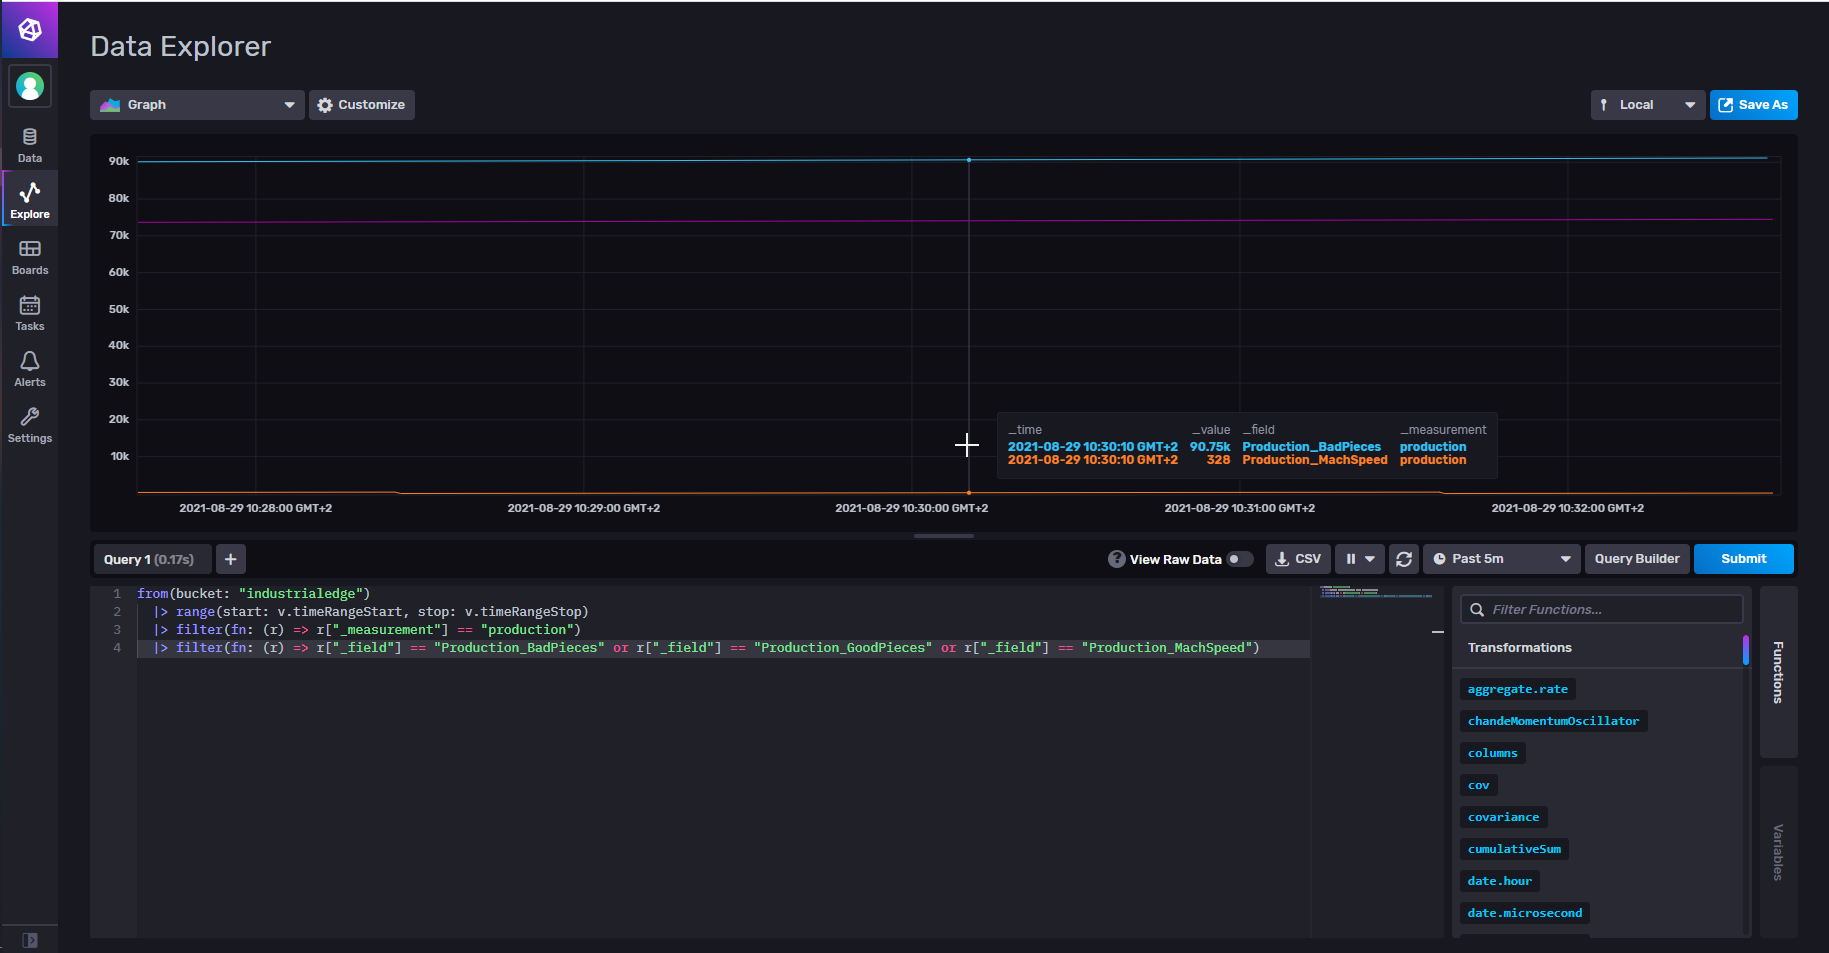 Data Explorer
Graph
Customize
Local
Save As
Data
Explore
Boards
Tasks
Alerts
Settings
90k
80k
70k
60k
50k
40k
30k
20k
10k
_time _value _field _measurement
2021-08-29 10:30:10 GMT+2 90.75k Production_BadPieces production
2021-08-29 10:30:10 GMT+2 328 Production_MachSpeed production
2021-08-29 10:28:00 GMT+2 2021-08-29 10:29:00 GMT+2 2021-08-29 10:30:00 GMT+2 2021-08-29 10:31:00 GMT+2 2021-08-29 10:32:00 GMT+2
Query 1 (0.17s)
+
? View Raw Data
CSV
Past 5m
Query Builder
Submit
1 from(bucket: "industrialedge")
2 |> range(start: v.timeRangeStart, stop: v.timeRangeStop)
3 |> filter(fn: (r) => r["_measurement"] == "production")
4 |> filter(fn: (r) => r["_field"] == "Production_BadPieces" or r["_field"] == "Production_GoodPieces" or r["_field"] == "Production_MachSpeed")
Filter Functions...
Transformations
aggregate.rate
chandeMomentumOscillator
columns
cov
covariance
cumulativeSum
date.hour
date.microsecond
Functions
Variables